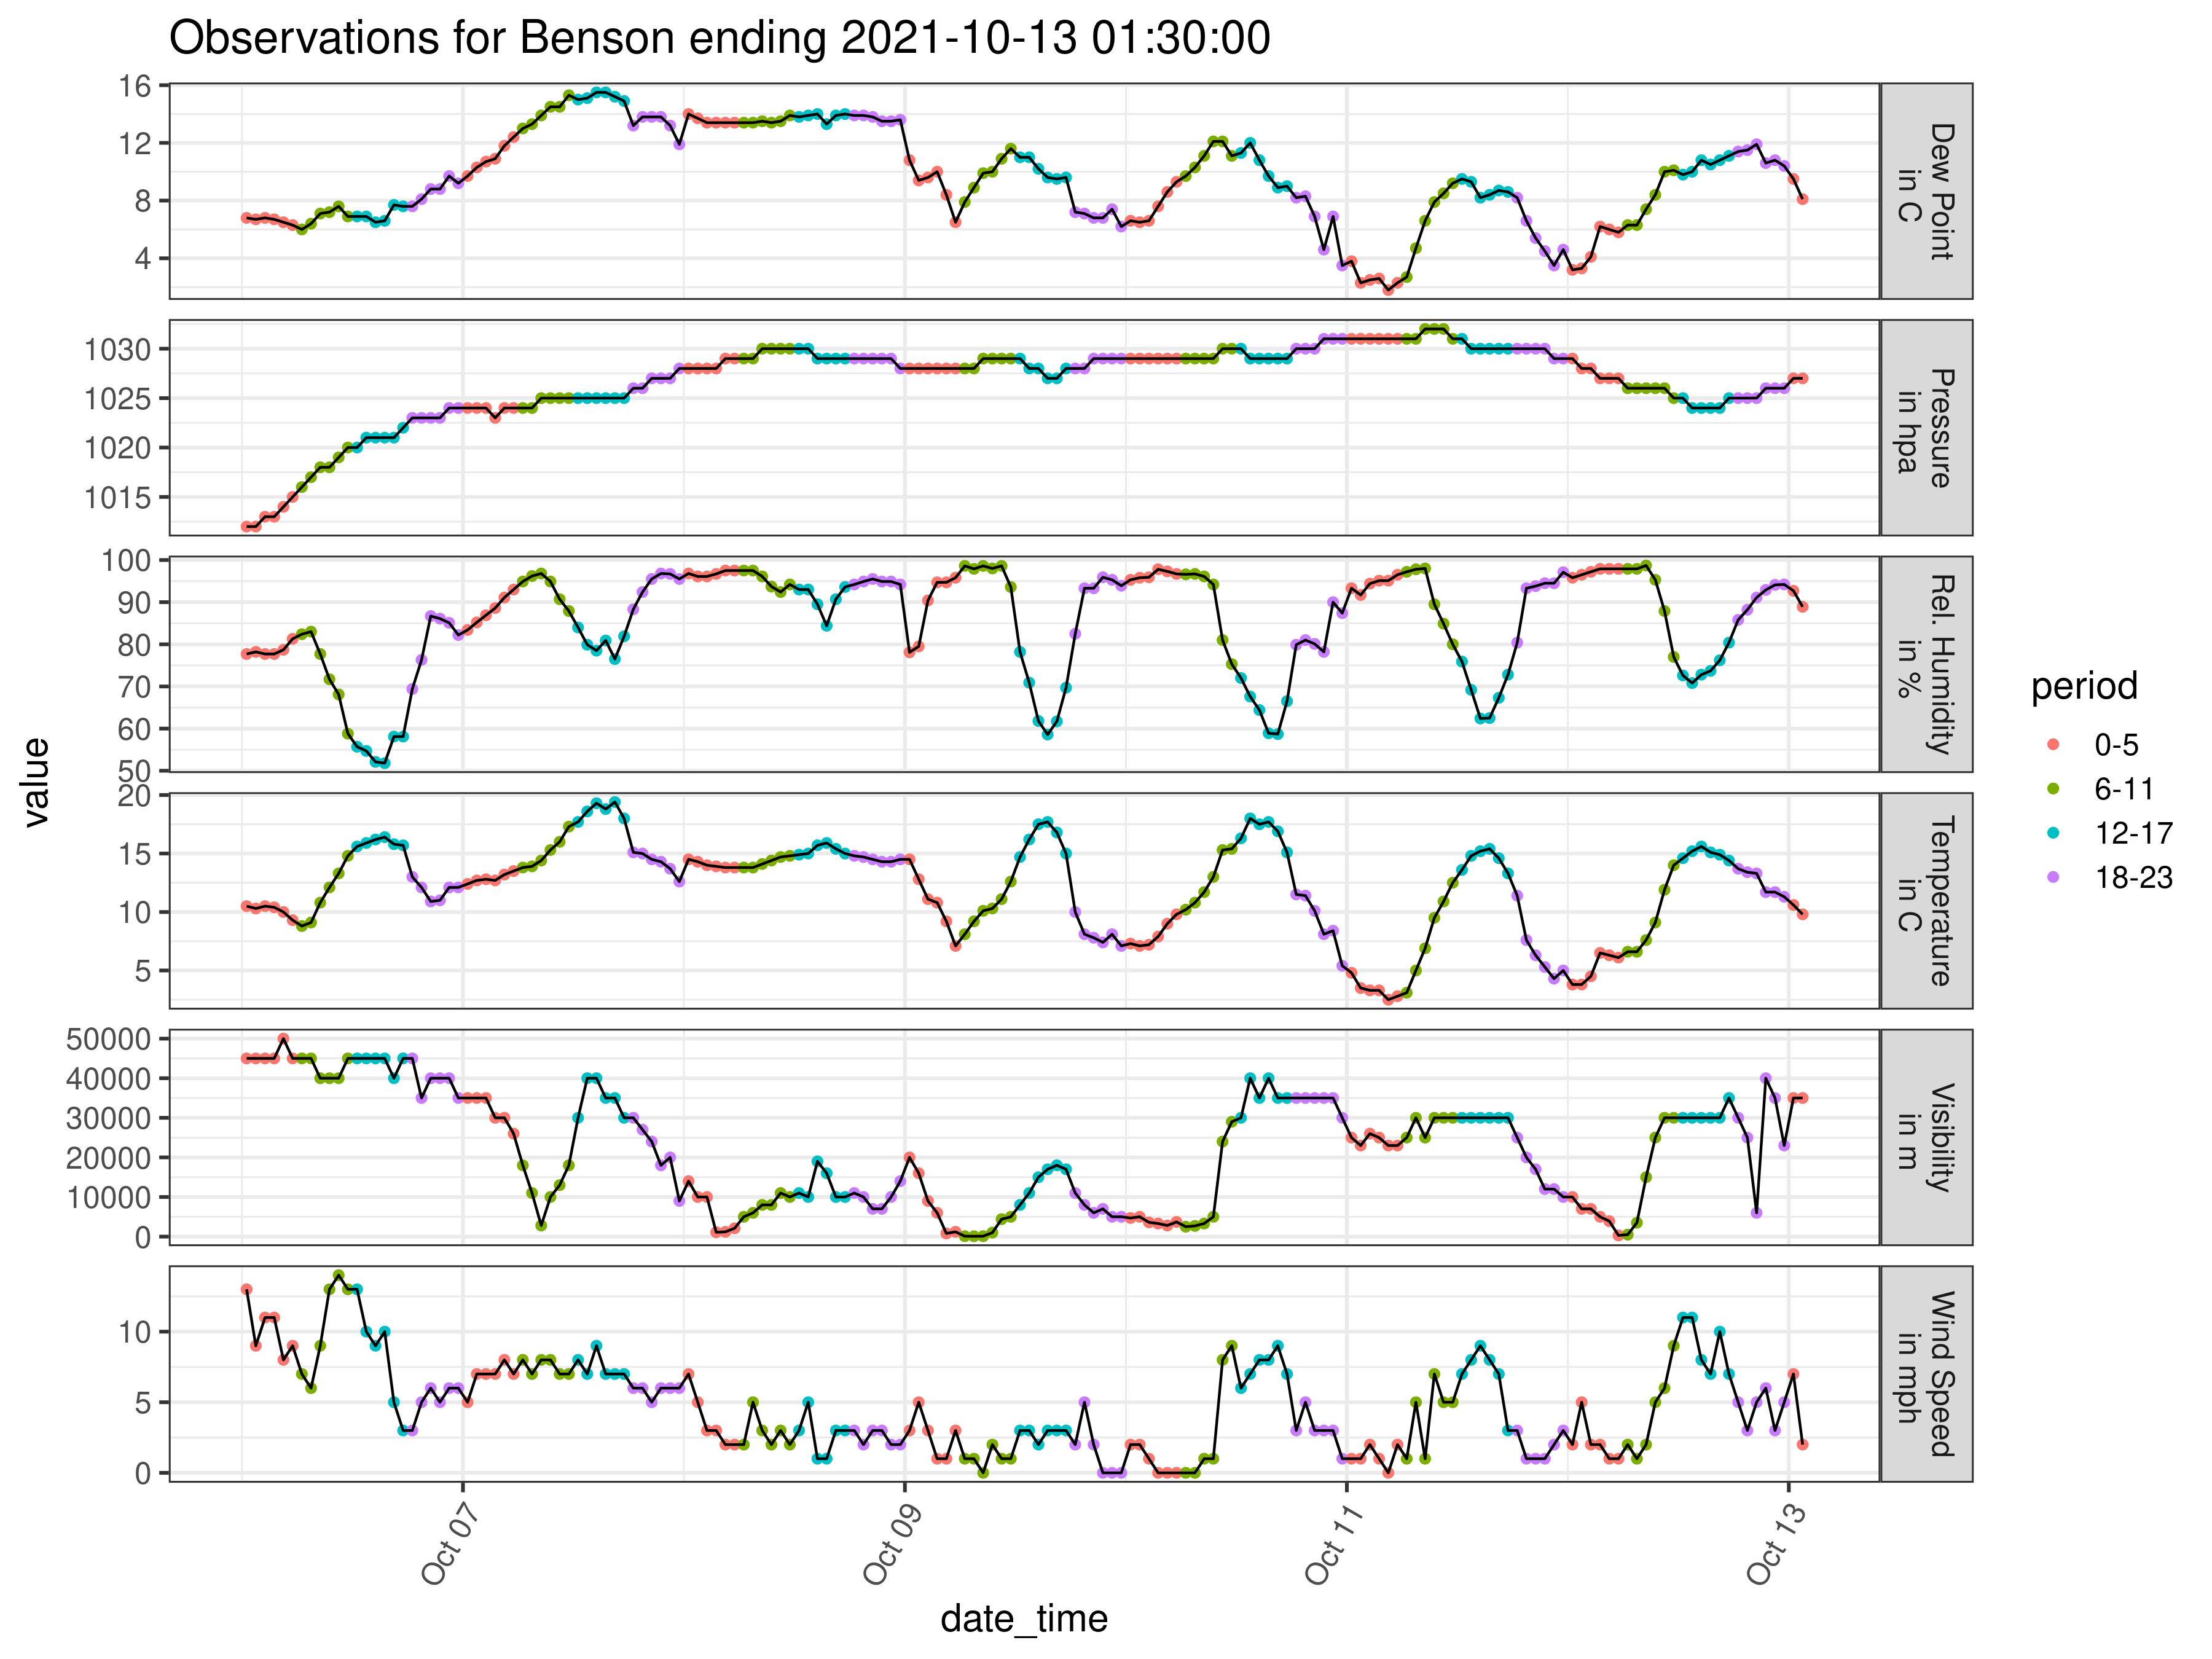 Observations for Benson ending 2021-10-13 01:30:00
value
16
12
8
4
Dew Point
in C
1030
1025
1020
1015
Pressure
in hpa
100
90
80
70
60
50
Rel. Humidity
in %
20
15
10
5
Temperature
in C
50000
40000
30000
20000
10000
0
Visibility
in m
10
5
0
Wind Speed
in mph
Oct 07
Oct 09
Oct 11
Oct 13
date_time
period
0-5
6-11
12-17
18-23